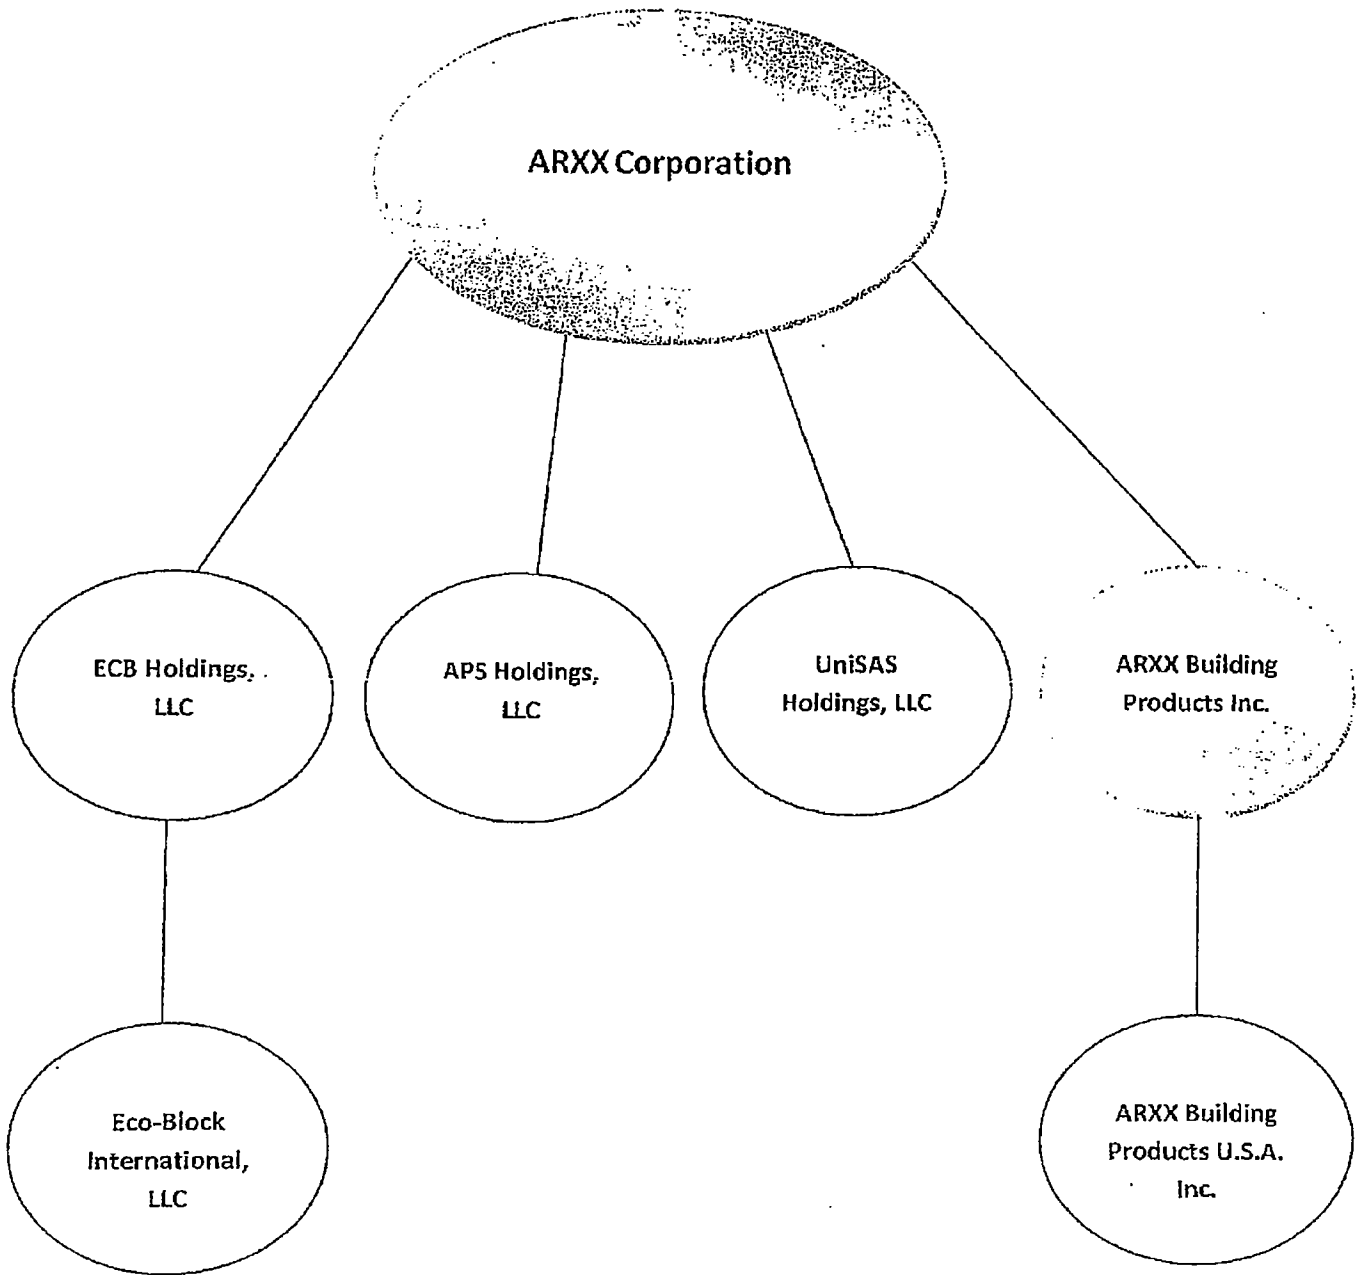 ARXX Corporation
ECB Holdings,
LLC
APS Holdings,
LLC
UniSAS
Holdings, LLC
ARXX Building
Products Inc.
Eco-Block
International,
LLC
ARXX Building
Products U.S.A.
Inc.